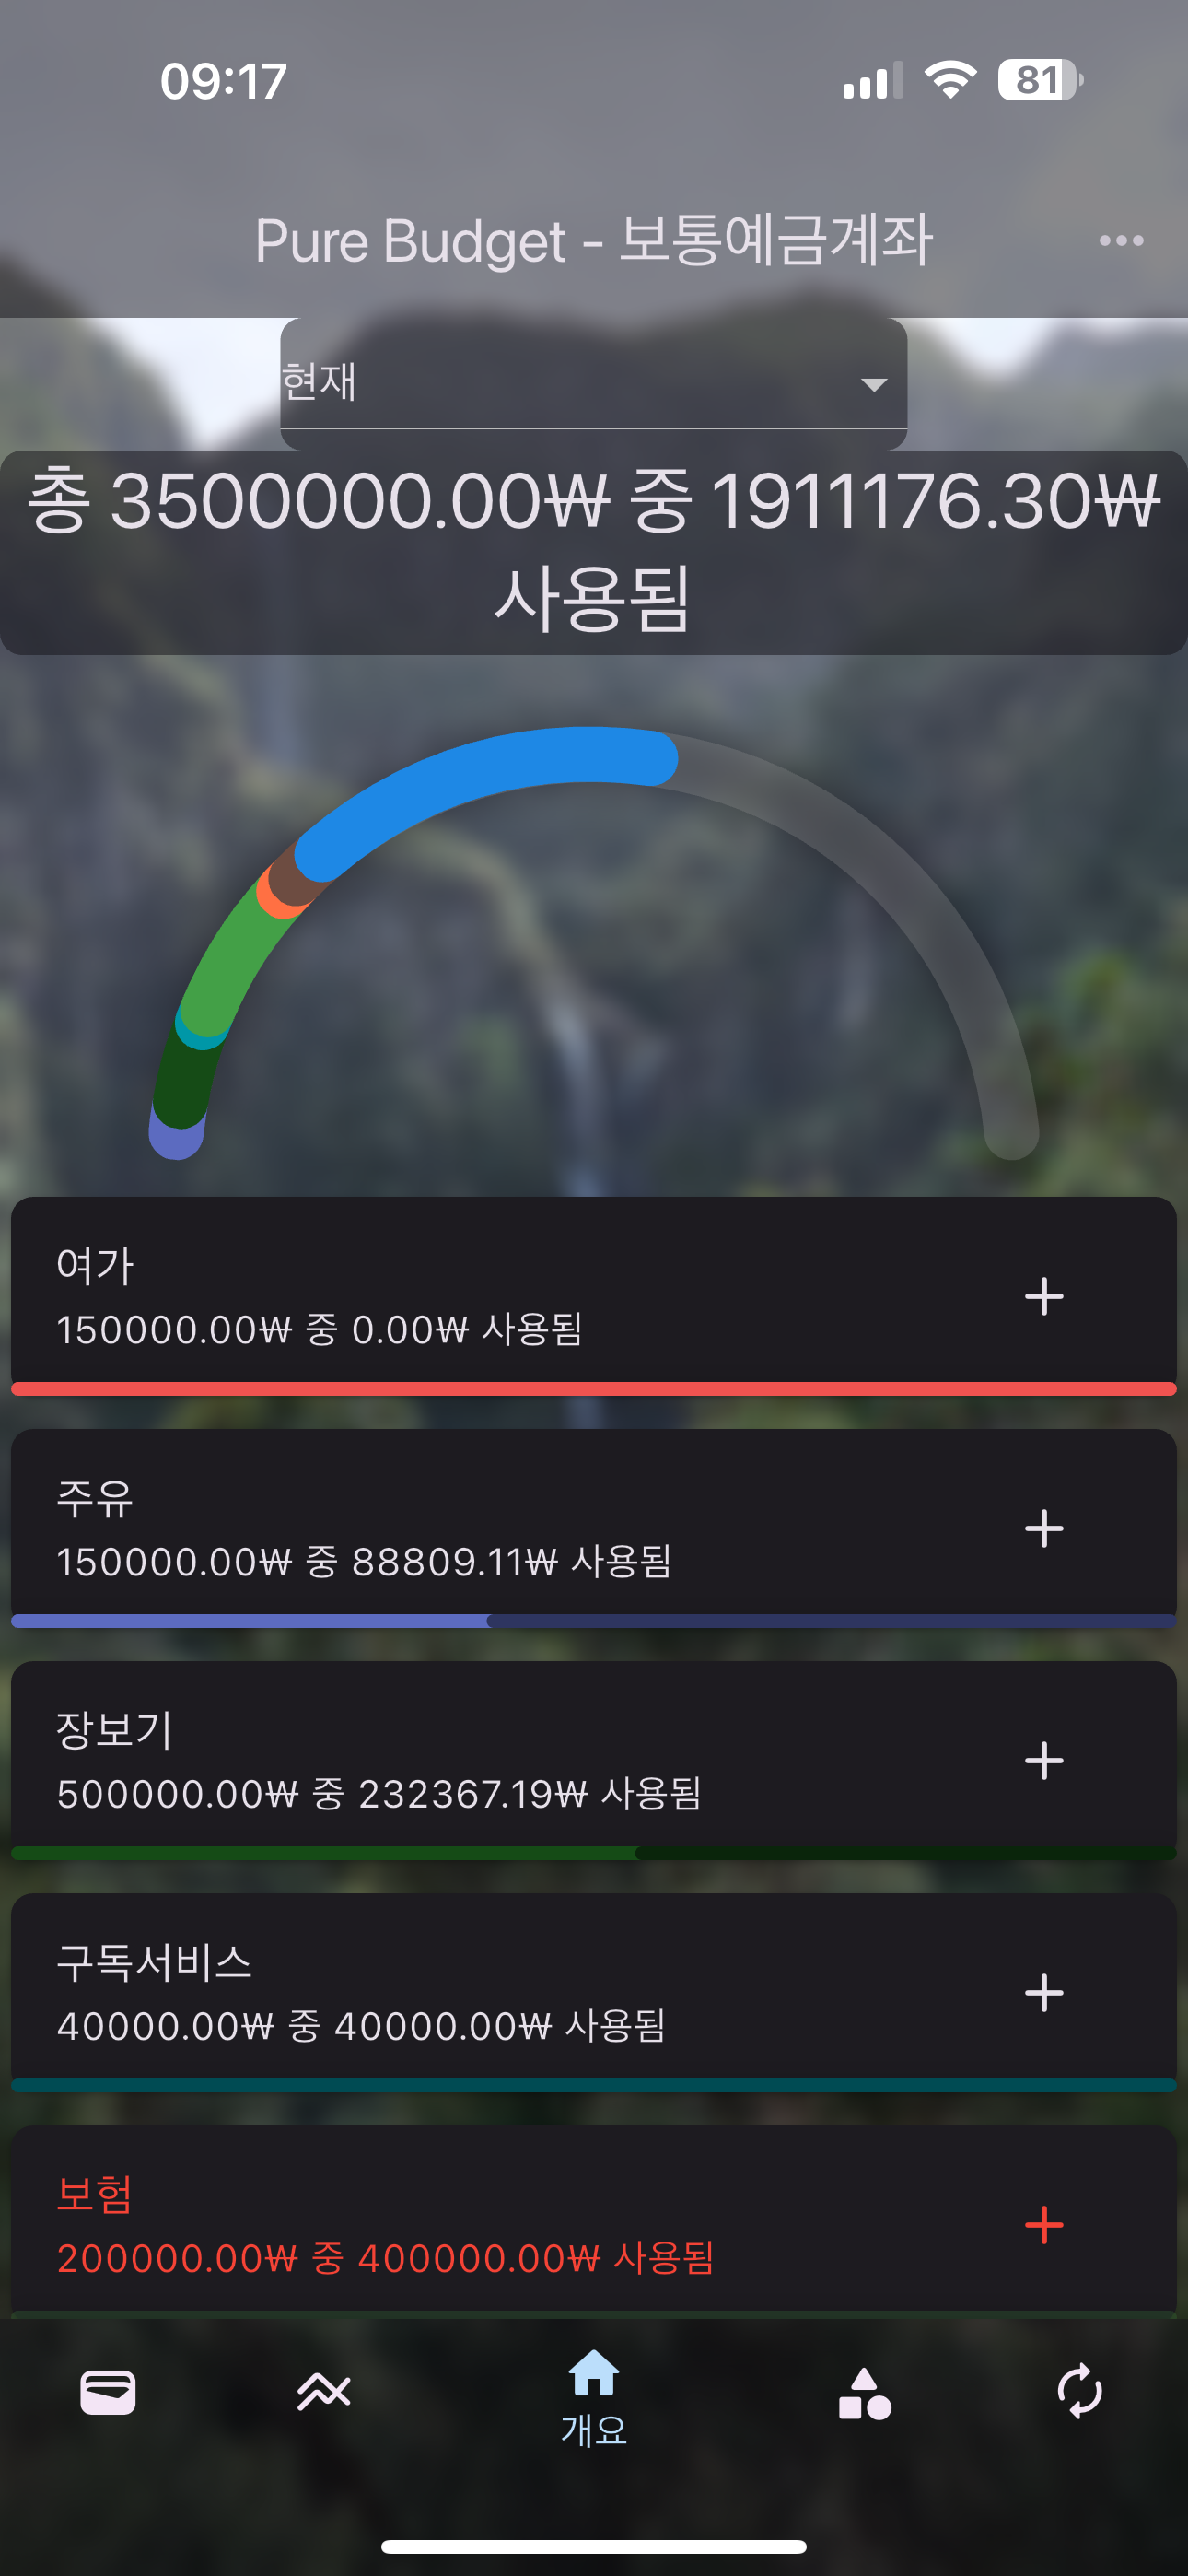 09:17
81
Pure Budget - 보통예금계좌
현재
총 3500000.00₩ 중 1911176.30₩
사용됨
여가
150000.00₩ 중 0.00₩ 사용됨
주유
150000.00₩ 중 88809.11₩ 사용됨
장보기
500000.00₩ 중 232367.19₩ 사용됨
구독서비스
40000.00₩ 중 40000.00₩ 사용됨
보험
200000.00₩ 중 400000.00₩ 사용됨
개요